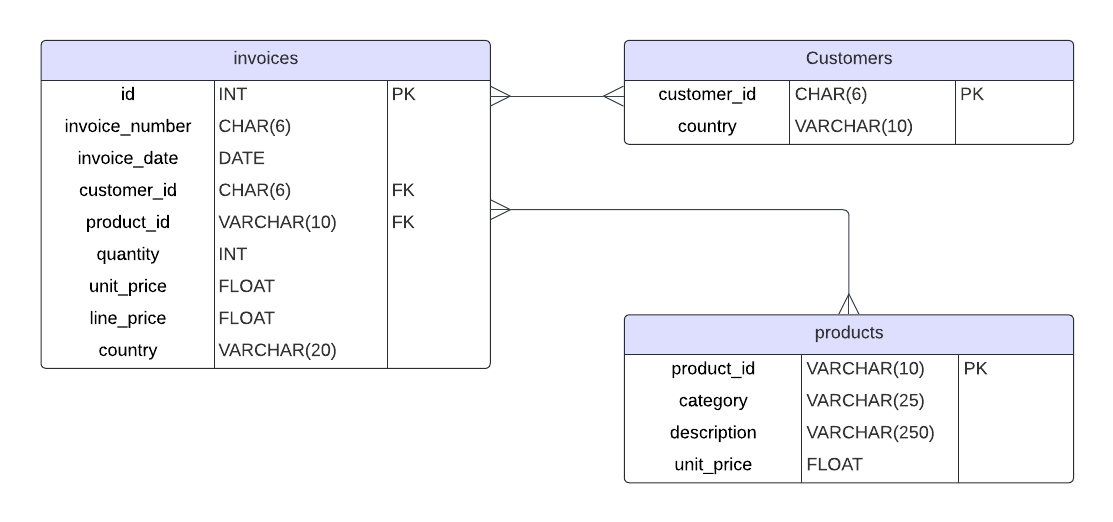 invoices
id INT PK
invoice_number CHAR(6)
invoice_date DATE
customer_id CHAR(6) FK
product_id VARCHAR(10) FK
quantity INT
unit_price FLOAT
line_price FLOAT
country VARCHAR(20)
Customers
customer_id CHAR(6) PK
country VARCHAR(10)
products
product_id VARCHAR(10) PK
category VARCHAR(25)
description VARCHAR(250)
unit_price FLOAT